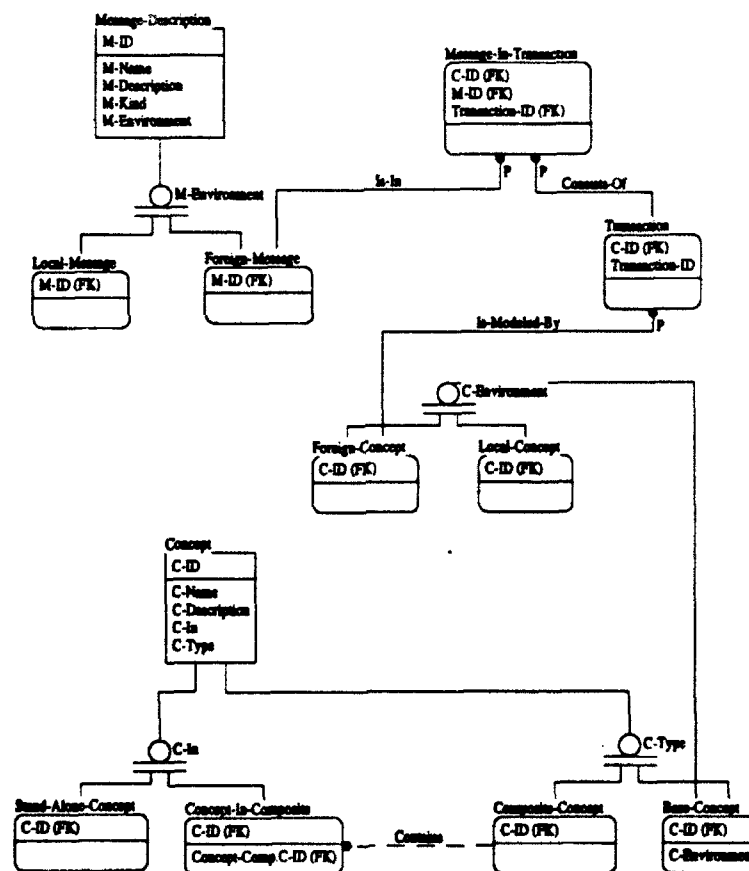 Message-Description
M-ID
M-Name
M-Description
M-Kind
M-Environment
Message-In-Transaction
C-ID (FK)
M-ID (FK)
Transaction-ID (FK)
P
P
Is-In
Consists-Of
M-Environment
Local-Message
M-ID (FK)
Foreign-Message
M-ID (FK)
Transaction
C-ID (FK)
Transaction-ID
Is-Modeled-By
P
C-Environment
Foreign-Concept
C-ID (FK)
Local-Concept
C-ID (FK)
Concept
C-ID
C-Name
C-Description
C-In
C-Type
C-In
C-Type
Stand-Alone-Concept
C-ID (FK)
Concept-In-Composite
C-ID (FK)
Concept-Comp.C-ID (FK)
Contains
Composite-Concept
C-ID (FK)
Base-Concept
C-ID (FK)
C-Environment